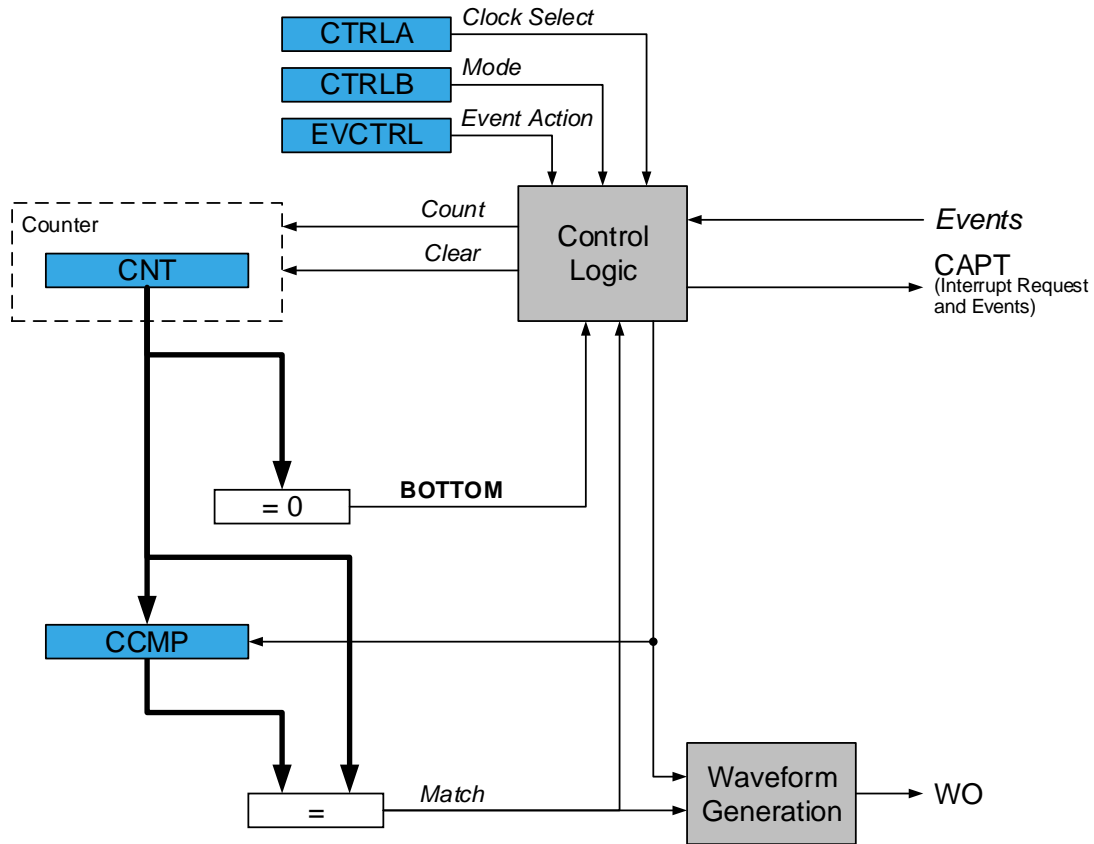 CTRLA
Clock Select
CTRLB
Mode
EVCTRL
Event Action
Counter
CNT
Count
Clear
Control
Logic
Events
CAPT
(Interrupt Request
and Events)
= 0
BOTTOM
CCMP
=
Match
Waveform
Generation
WO